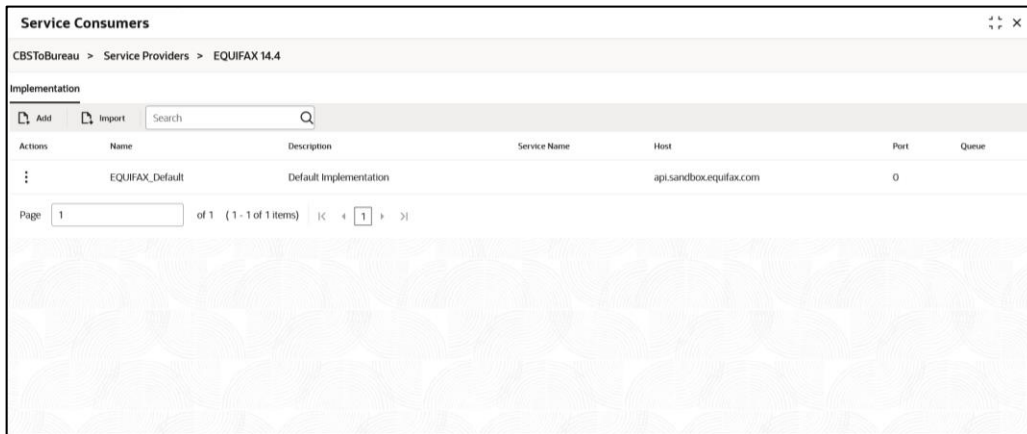 Service Consumers
CBSToBureau > Service Providers > EQUIFAX 14.4
Implementation
Add Import Search
Actions Name Description Service Name Host Port Queue
EQUIFAX_Default Default Implementation api.sandbox.equifax.com 0
Page 1 of 1 (1 - 1 of 1 items) 1